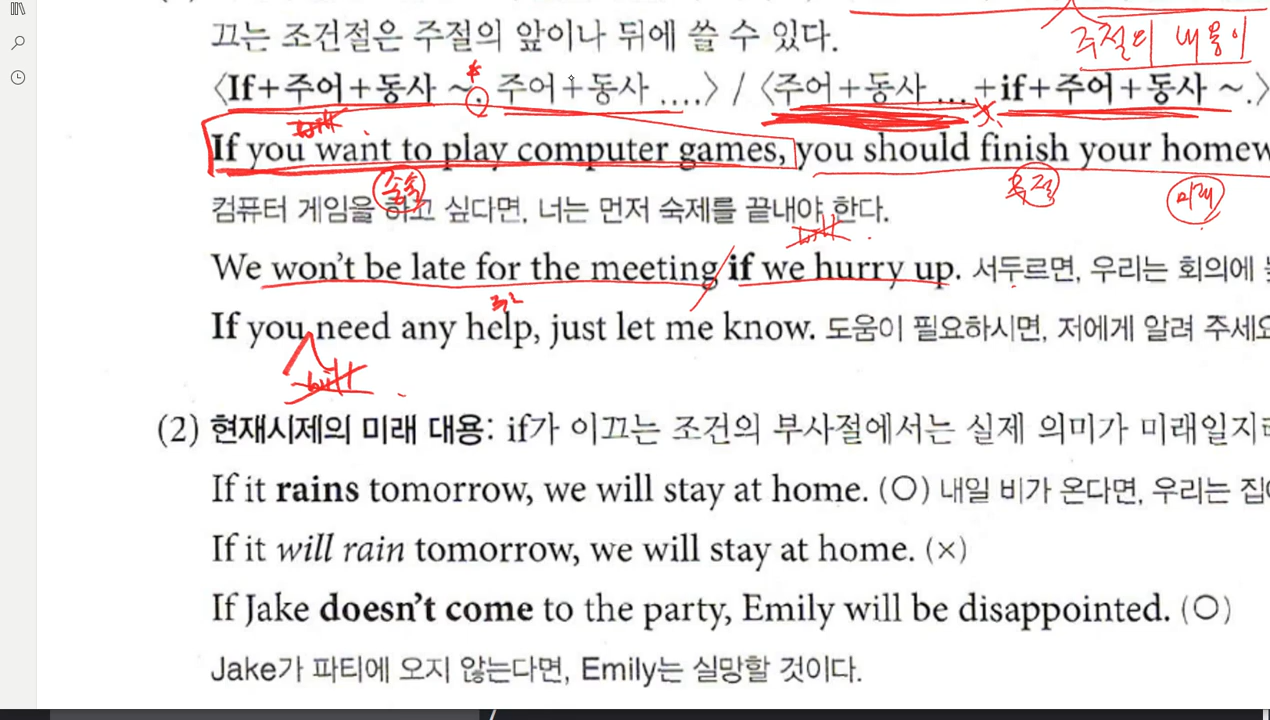 끄는 조건절은 주절의 앞이나 뒤에 쓸 수 있다.
주절의 내용이
〈If+주어+동사 ~, 주어+동사 ....〉 / 〈주어+동사 ... +if+주어+동사 ~.〉
will
If you want to play computer games, you should finish your homew
종속
주절
미래
컴퓨터 게임을 하고 싶다면, 너는 먼저 숙제를 끝내야 한다.
will
We won't be late for the meeting if we hurry up. 서두르면, 우리는 회의에
If you need any help, just let me know. 도움이 필요하시면, 저에게 알려 주세요
will
(2) 현재시제의 미래 대용: if가 이끄는 조건의 부사절에서는 실제 의미가 미래일지라
If it rains tomorrow, we will stay at home. (○) 내일 비가 온다면, 우리는 집에
If it will rain tomorrow, we will stay at home. (×)
If Jake doesn't come to the party, Emily will be disappointed. (○)
Jake가 파티에 오지 않는다면, Emily는 실망할 것이다.